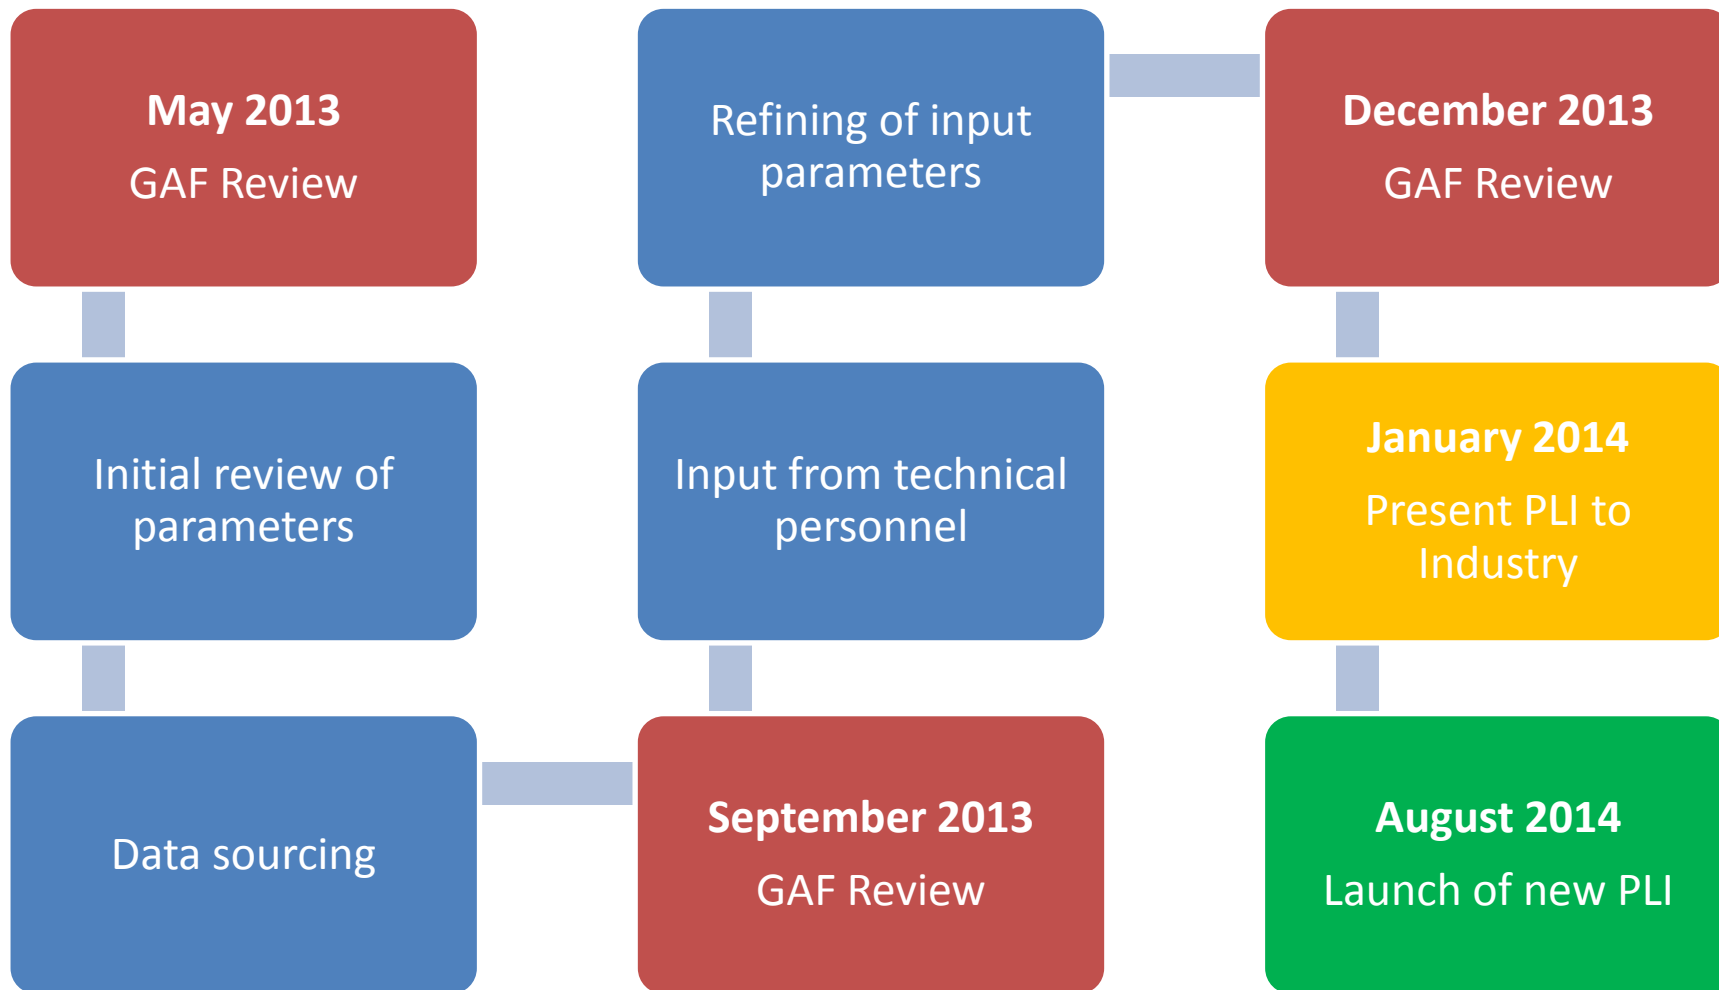 May 2013
GAF Review
Initial review of
parameters
Data sourcing
September 2013
GAF Review
Input from technical
personnel
Refining of input
parameters
December 2013
GAF Review
January 2014
Present PLI to
Industry
August 2014
Launch of new PLI